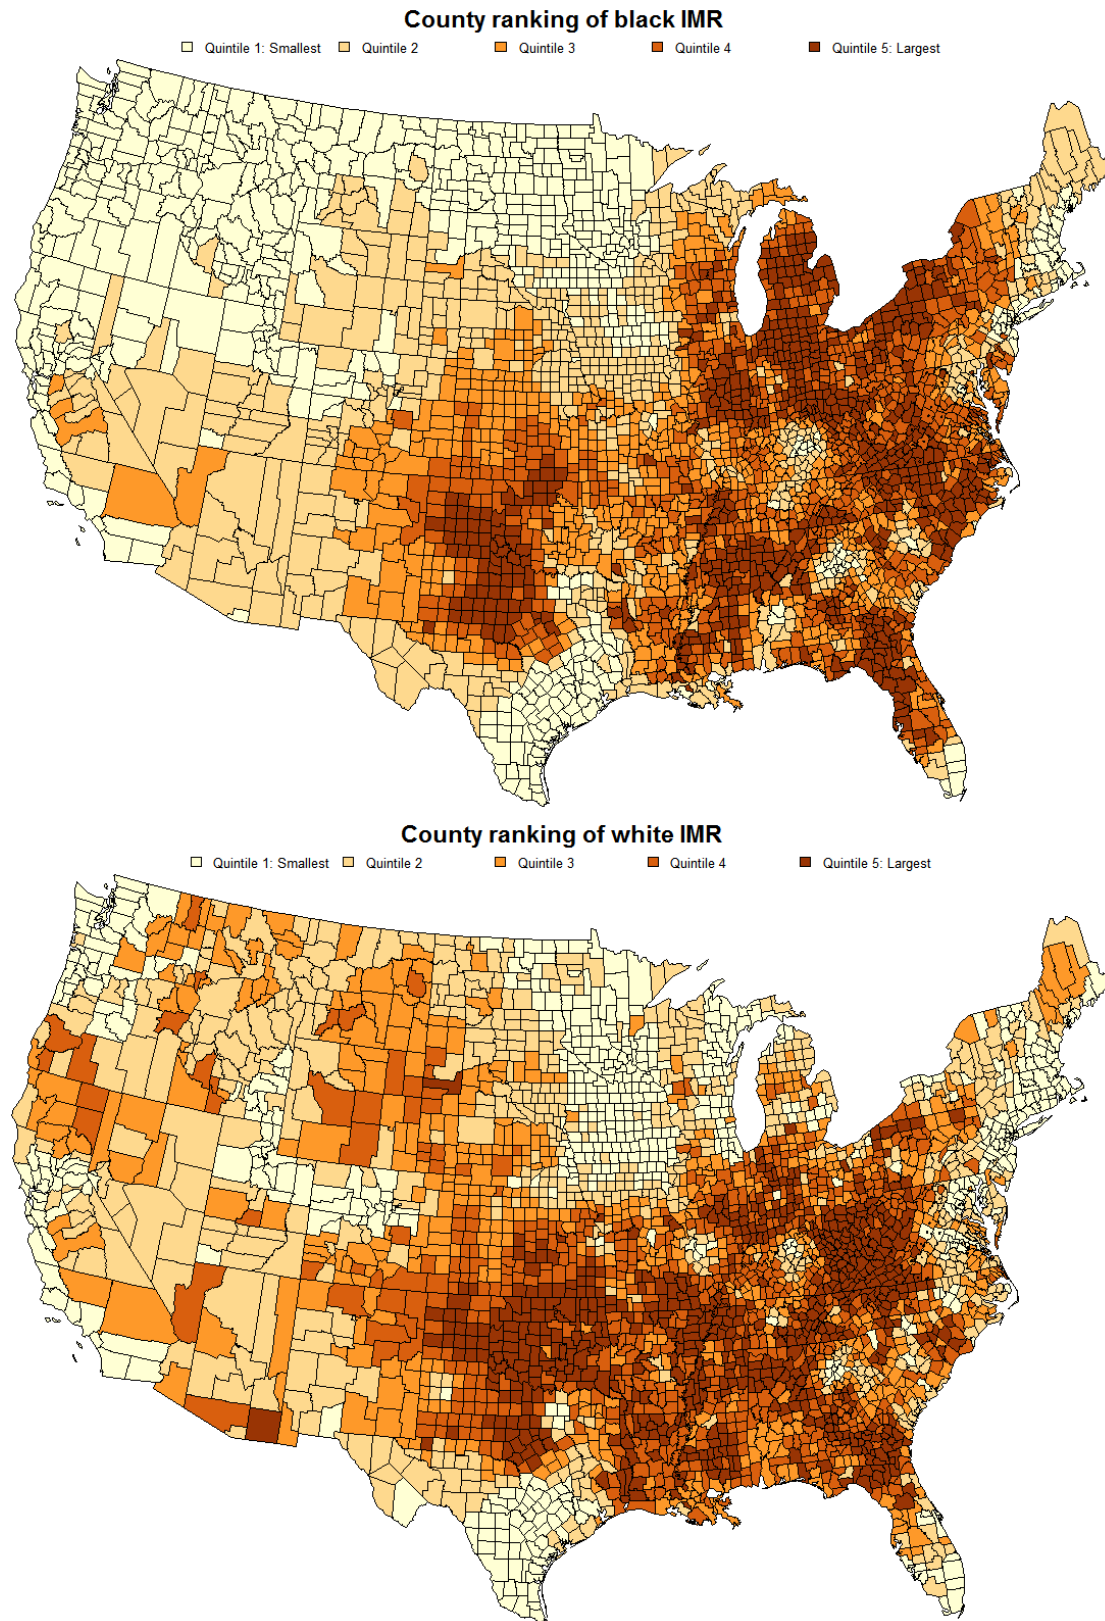 County ranking of black IMR
Quintile 1: Smallest Quintile 2 Quintile 3 Quintile 4 Quintile 5: Largest
County ranking of white IMR
Quintile 1: Smallest Quintile 2 Quintile 3 Quintile 4 Quintile 5: Largest